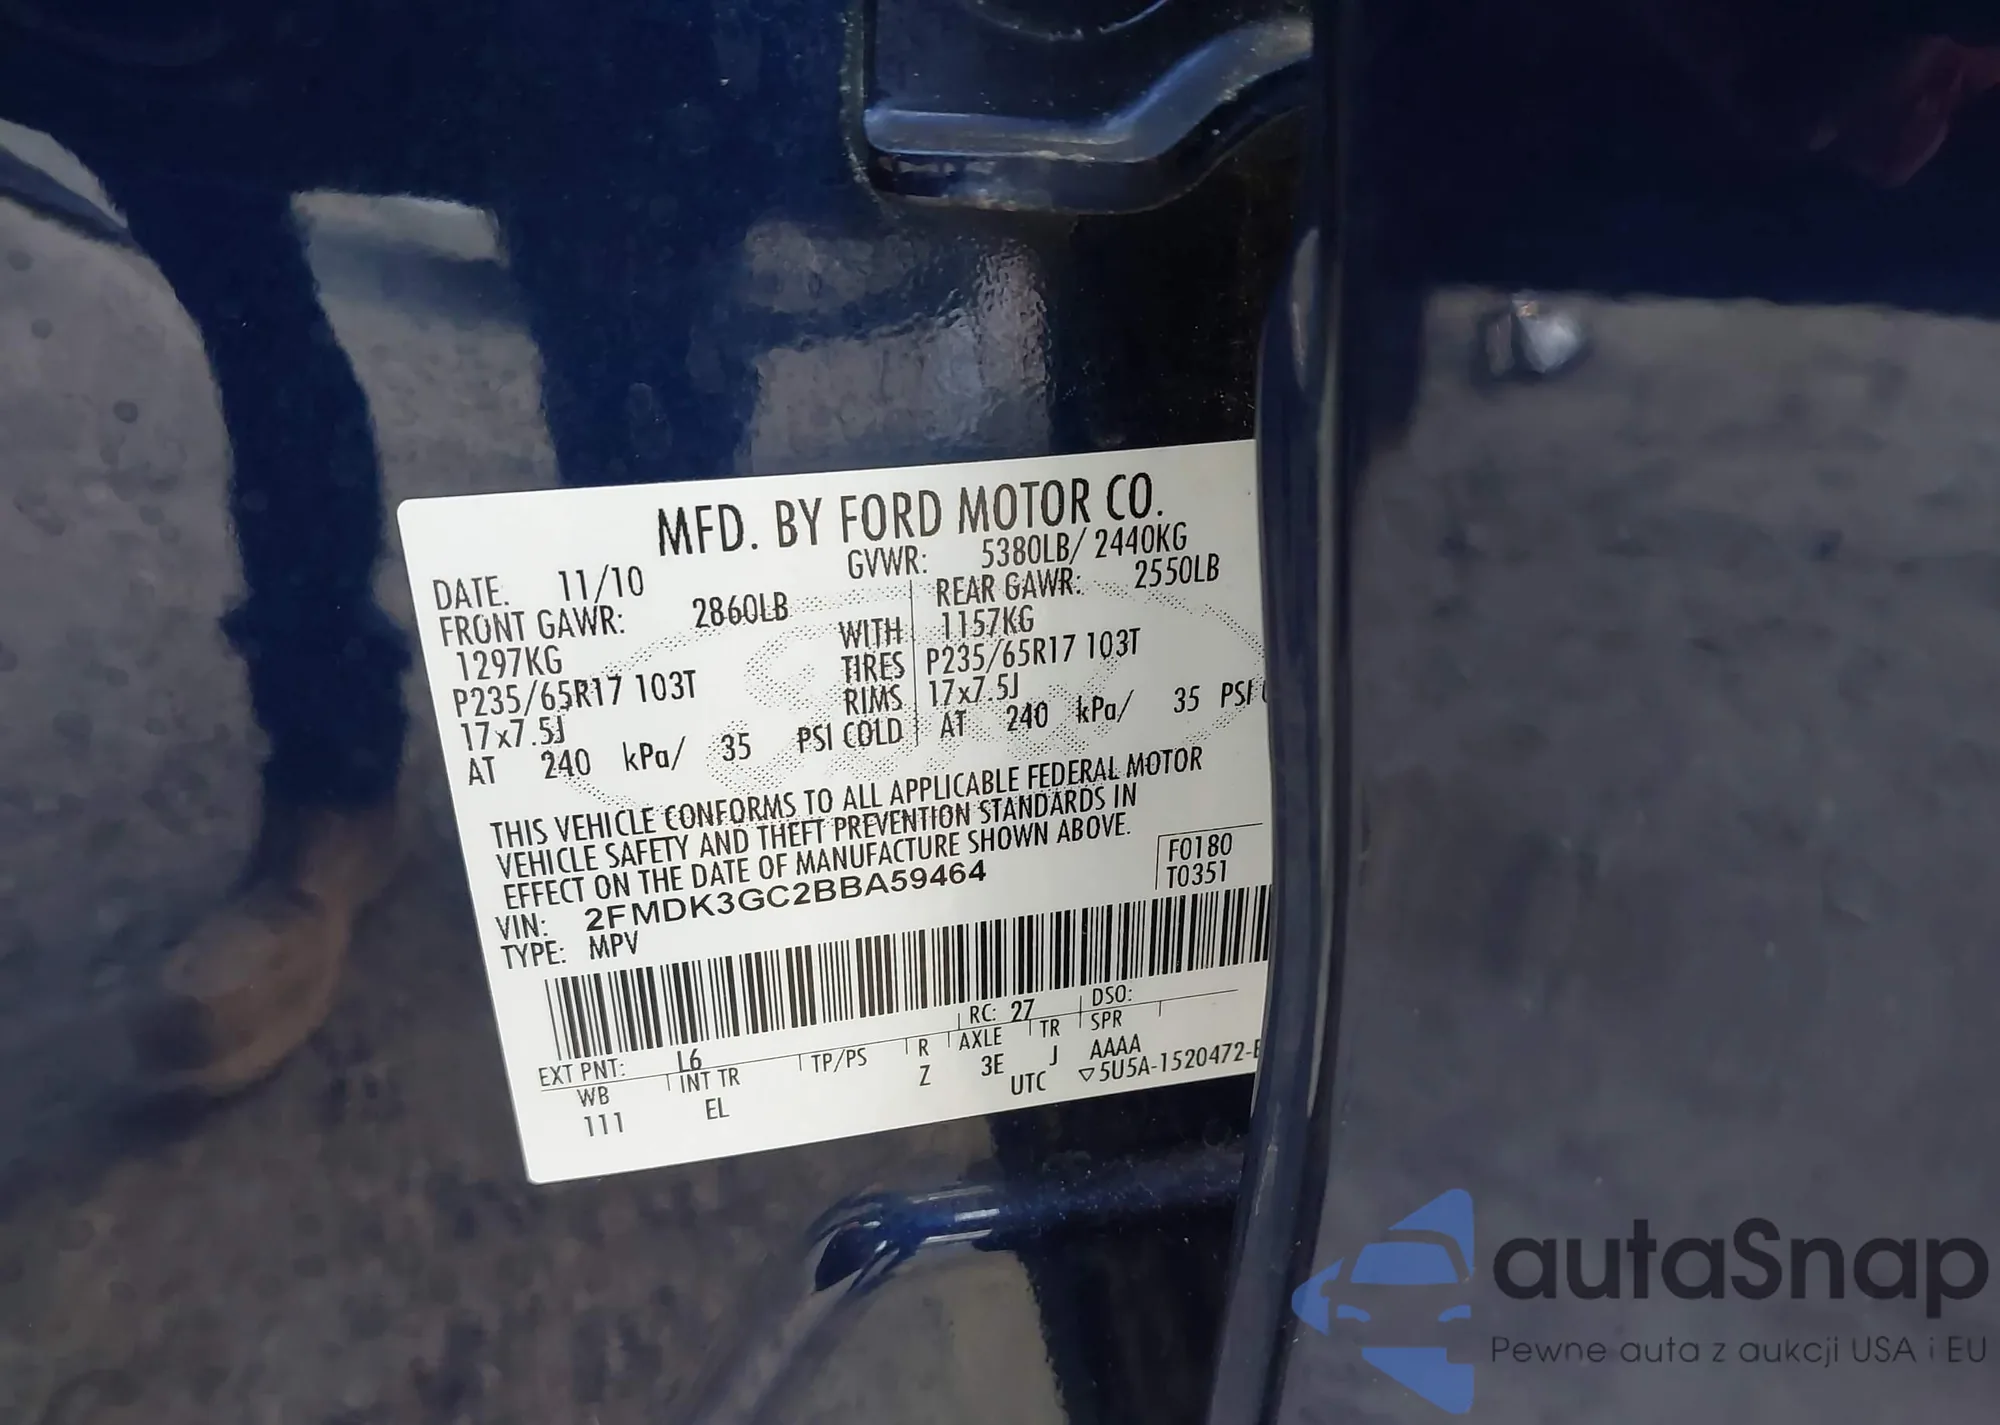 MFD. BY FORD MOTOR CO.
DATE: 11/10 GVWR: 5380LB/ 2440KG
FRONT GAWR: 2860LB REAR GAWR: 2550LB
1297KG WITH 1157KG
P235/65R17 103T TIRES P235/65R17 103T
17x7.5J RIMS 17x7.5J
AT 240 kPa/ 35 PSI COLD AT 240 kPa/ 35 PSI
THIS VEHICLE CONFORMS TO ALL APPLICABLE FEDERAL MOTOR
VEHICLE SAFETY AND THEFT PREVENTION STANDARDS IN
EFFECT ON THE DATE OF MANUFACTURE SHOWN ABOVE.
VIN: 2FMDK3GC2BBA59464 F0180
TYPE: MPV T0351
EXT PNT: L6 RC: 27 DSO:
WB INT TR TP/PS R AXLE TR SPR
111 EL Z 3E J AAAA
UTC ▽5U5A-1520472-
autaSnap
Pewne auta z aukcji USA i EU